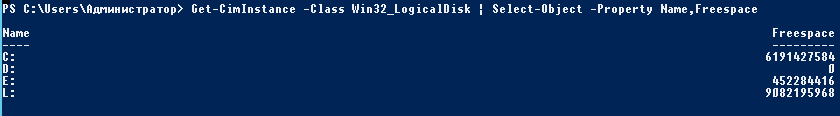 PS C:\Users\Администратор> Get-CimInstance -Class Win32_LogicalDisk | Select-Object -Property Name,Freespace
Name Freespace
---- ---------
C: 6191427584
D: 0
E: 452284416
L: 9082195968